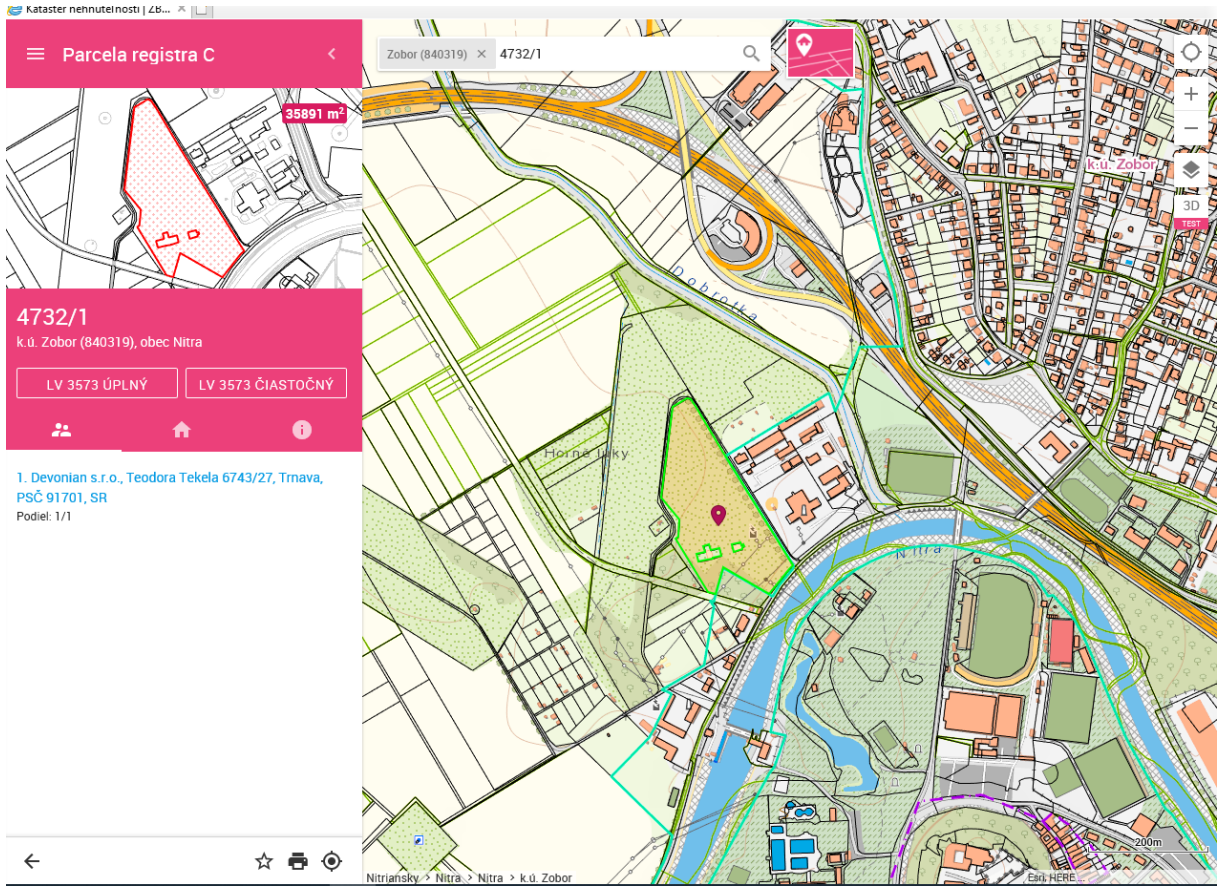 Kataster nehnuteľností | ZB...
Parcela registra C
Zobor (840319) × 4732/1
35891 m²
4732/1
k.ú. Zobor (840319), obec Nitra
LV 3573 ÚPLNÝ
LV 3573 ČIASTOČNÝ
1. Devonian s.r.o., Teodora Tekela 6743/27, Trnava,
PSČ 91701, SR
Podiel: 1/1
k.ú. Zobor
3D
TEST
Dobrotka
Horné lúky
Nitra
200m
Nitriansky > Nitra > Nitra > k.ú. Zobor
Esri, HERE